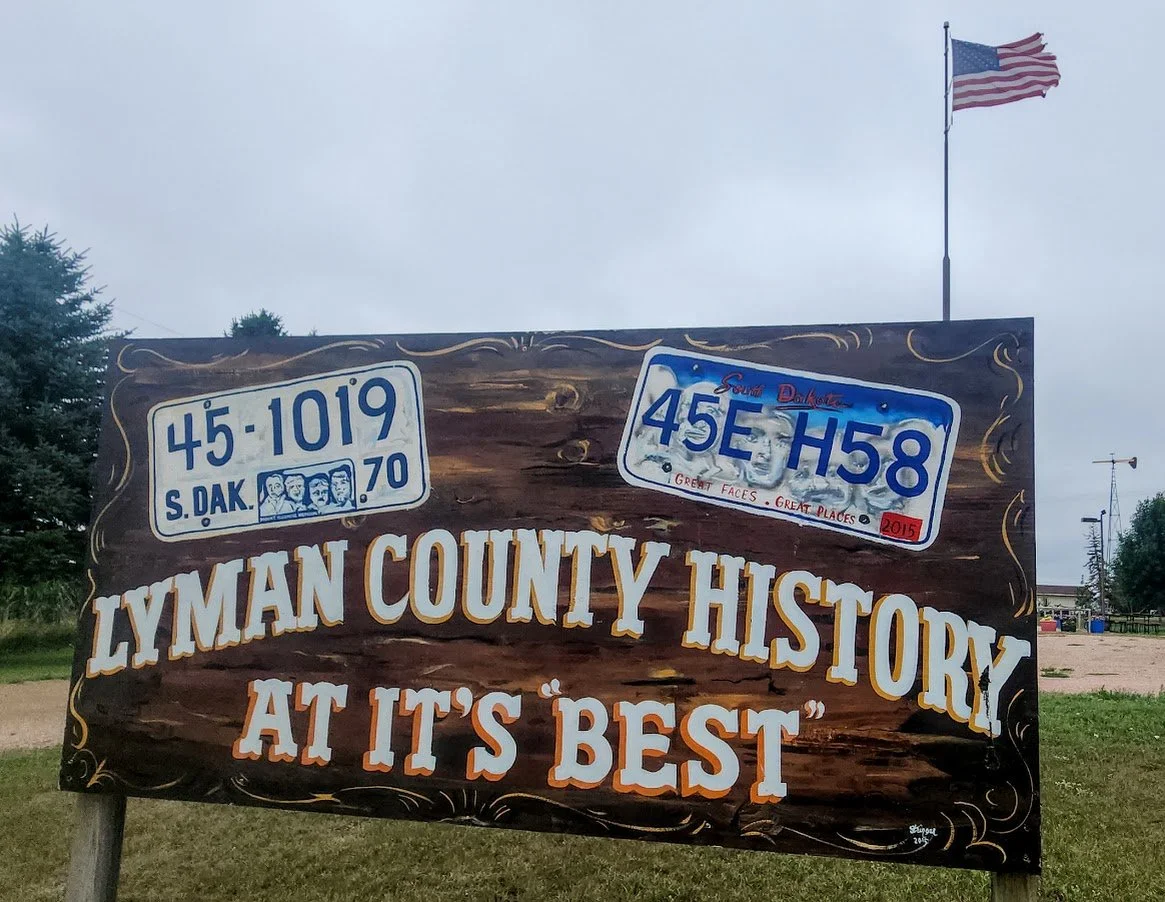 45-1019
S. DAK. 70
South Dakota
45E H58
GREAT FACES . GREAT PLACES
2015
LYMAN COUNTY HISTORY
AT IT'S "BEST"